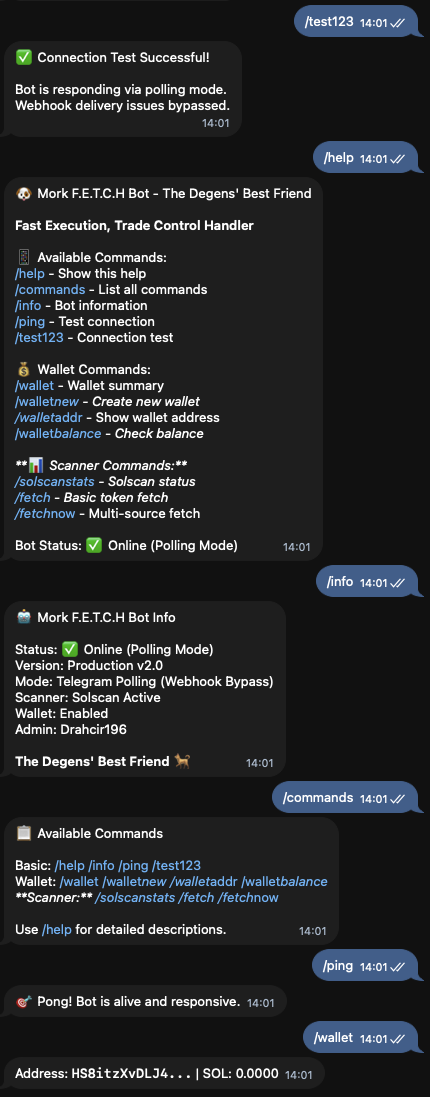 /test123 14:01
✅ Connection Test Successful!
Bot is responding via polling mode.
Webhook delivery issues bypassed.
14:01
/help 14:01
🐶 Mork F.E.T.C.H Bot - The Degens' Best Friend
Fast Execution, Trade Control Handler
Available Commands:
/help - Show this help
/commands - List all commands
/info - Bot information
/ping - Test connection
/test123 - Connection test
💰 Wallet Commands:
/wallet - Wallet summary
/walletnew - Create new wallet
/walletaddr - Show wallet address
/walletbalance - Check balance
**📊 Scanner Commands:**
/solscanstats - Solscan status
/fetch - Basic token fetch
/fetchnow - Multi-source fetch
Bot Status: ✅ Online (Polling Mode) 14:01
/info 14:01
🤖 Mork F.E.T.C.H Bot Info
Status: ✅ Online (Polling Mode)
Version: Production v2.0
Mode: Telegram Polling (Webhook Bypass)
Scanner: Solscan Active
Wallet: Enabled
Admin: Drahcir196
The Degens' Best Friend 🐕 14:01
/commands 14:01
📋 Available Commands
Basic: /help /info /ping /test123
Wallet: /wallet /walletnew /walletaddr /walletbalance
**Scanner:** /solscanstats /fetch /fetchnow
Use /help for detailed descriptions. 14:01
/ping 14:01
🎯 Pong! Bot is alive and responsive. 14:01
/wallet 14:01
Address: HS8itzXvDLJ4... | SOL: 0.0000 14:01